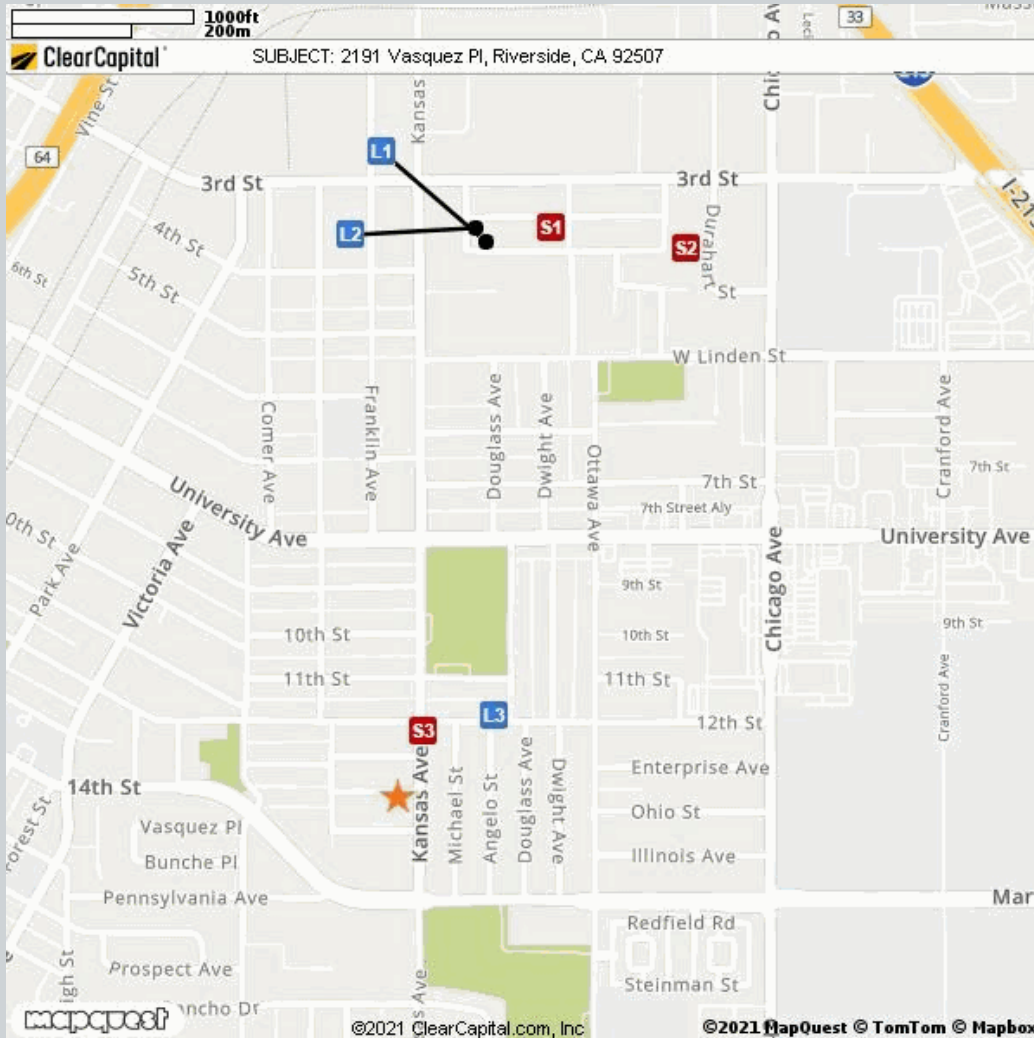 1000ft
200m
33
ClearCapital
SUBJECT: 2191 Vasquez Pl, Riverside, CA 92507
Vine St
Kansas
64
L1
3rd St
3rd St
I-215
L2
S1
S2
Durahart
St
4th St
5th St
6th St
W Linden St
Comer Ave
Franklin Ave
Douglass Ave
Dwight Ave
Ottawa Ave
Cranford Ave
7th St
7th St
7th Street Aly
University Ave
University Ave
Park Ave
Victoria Ave
Chicago Ave
9th St
9th St
10th St
10th St
11th St
11th St
Cranford Ave
S3
L3
12th St
14th St
Kansas Ave
Michael St
Angelo St
Douglass Ave
Dwight Ave
Enterprise Ave
Ohio St
Illinois Ave
Forest St
Vasquez Pl
Bunche Pl
Pennsylvania Ave
Mar
Redfield Rd
Prospect Ave
Steinman St
mapquest
©2021 ClearCapital.com, Inc
©2021 MapQuest © TomTom © Mapbox